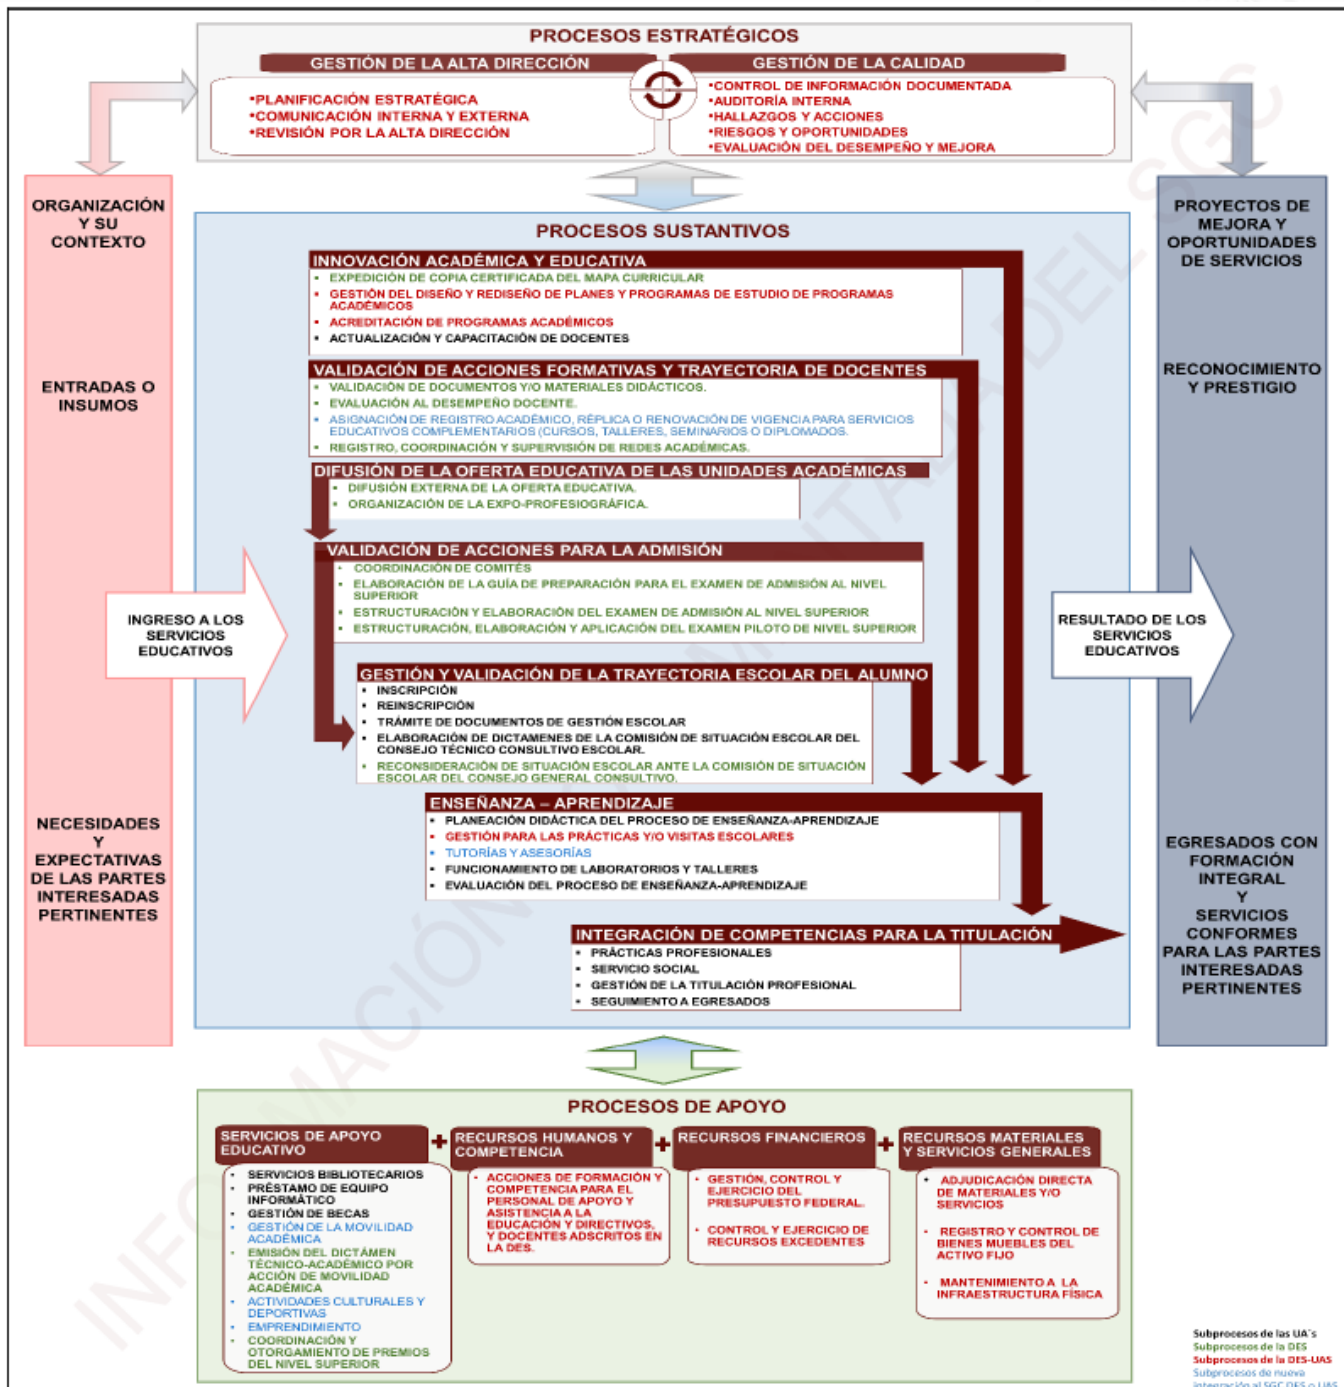 PROCESOS ESTRATÉGICOS
GESTIÓN DE LA ALTA DIRECCIÓN
•PLANIFICACIÓN ESTRATÉGICA
•COMUNICACIÓN INTERNA Y EXTERNA
•REVISIÓN POR LA ALTA DIRECCIÓN
GESTIÓN DE LA CALIDAD
•CONTROL DE INFORMACIÓN DOCUMENTADA
•AUDITORÍA INTERNA
•HALLAZGOS Y ACCIONES
•RIESGOS Y OPORTUNIDADES
•EVALUACIÓN DEL DESEMPEÑO Y MEJORA
ORGANIZACIÓN
Y SU
CONTEXTO
ENTRADAS O
INSUMOS
NECESIDADES
Y
EXPECTATIVAS
DE LAS PARTES
INTERESADAS
PERTINENTES
INGRESO A LOS
SERVICIOS
EDUCATIVOS
PROCESOS SUSTANTIVOS
INNOVACIÓN ACADÉMICA Y EDUCATIVA
▪ EXPEDICIÓN DE COPIA CERTIFICADA DEL MAPA CURRICULAR
▪ GESTIÓN DEL DISEÑO Y REDISEÑO DE PLANES Y PROGRAMAS DE ESTUDIO DE PROGRAMAS
ACADÉMICOS
▪ ACREDITACIÓN DE PROGRAMAS ACADÉMICOS
▪ ACTUALIZACIÓN Y CAPACITACIÓN DE DOCENTES
VALIDACIÓN DE ACCIONES FORMATIVAS Y TRAYECTORIA DE DOCENTES
▪ VALIDACIÓN DE DOCUMENTOS Y/O MATERIALES DIDÁCTICOS.
▪ EVALUACIÓN AL DESEMPEÑO DOCENTE.
▪ ASIGNACIÓN DE REGISTRO ACADÉMICO, RÉPLICA O RENOVACIÓN DE VIGENCIA PARA SERVICIOS
EDUCATIVOS COMPLEMENTARIOS (CURSOS, TALLERES, SEMINARIOS O DIPLOMADOS.
▪ REGISTRO, COORDINACIÓN Y SUPERVISIÓN DE REDES ACADÉMICAS.
DIFUSIÓN DE LA OFERTA EDUCATIVA DE LAS UNIDADES ACADÉMICAS
▪ DIFUSIÓN EXTERNA DE LA OFERTA EDUCATIVA.
▪ ORGANIZACIÓN DE LA EXPO-PROFESIOGRÁFICA.
VALIDACIÓN DE ACCIONES PARA LA ADMISIÓN
▪ COORDINACIÓN DE COMITÉS
▪ ELABORACIÓN DE LA GUÍA DE PREPARACIÓN PARA EL EXAMEN DE ADMISIÓN AL NIVEL
SUPERIOR
▪ ESTRUCTURACIÓN Y ELABORACIÓN DEL EXAMEN DE ADMISIÓN AL NIVEL SUPERIOR
▪ ESTRUCTURACIÓN, ELABORACIÓN Y APLICACIÓN DEL EXAMEN PILOTO DE NIVEL SUPERIOR
GESTIÓN Y VALIDACIÓN DE LA TRAYECTORIA ESCOLAR DEL ALUMNO
▪ INSCRIPCIÓN
▪ REINSCRIPCIÓN
▪ TRÁMITE DE DOCUMENTOS DE GESTIÓN ESCOLAR
▪ ELABORACIÓN DE DICTAMENES DE LA COMISIÓN DE SITUACIÓN ESCOLAR DEL
CONSEJO TÉCNICO CONSULTIVO ESCOLAR.
▪ RECONSIDERACIÓN DE SITUACIÓN ESCOLAR ANTE LA COMISIÓN DE SITUACIÓN
ESCOLAR DEL CONSEJO GENERAL CONSULTIVO.
ENSEÑANZA – APRENDIZAJE
▪ PLANEACIÓN DIDÁCTICA DEL PROCESO DE ENSEÑANZA-APRENDIZAJE
▪ GESTIÓN PARA LAS PRÁCTICAS Y/O VISITAS ESCOLARES
▪ TUTORÍAS Y ASESORÍAS
▪ FUNCIONAMIENTO DE LABORATORIOS Y TALLERES
▪ EVALUACIÓN DEL PROCESO DE ENSEÑANZA-APRENDIZAJE
INTEGRACIÓN DE COMPETENCIAS PARA LA TITULACIÓN
▪ PRÁCTICAS PROFESIONALES
▪ SERVICIO SOCIAL
▪ GESTIÓN DE LA TITULACIÓN PROFESIONAL
▪ SEGUIMIENTO A EGRESADOS
RESULTADO DE LOS
SERVICIOS
EDUCATIVOS
PROYECTOS DE
MEJORA Y
OPORTUNIDADES
DE SERVICIOS
RECONOCIMIENTO
Y PRESTIGIO
EGRESADOS CON
FORMACIÓN
INTEGRAL
Y
SERVICIOS
CONFORMES
PARA LAS PARTES
INTERESADAS
PERTINENTES
PROCESOS DE APOYO
SERVICIOS DE APOYO
EDUCATIVO
▪ SERVICIOS BIBLIOTECARIOS
▪ PRÉSTAMO DE EQUIPO
INFORMÁTICO
▪ GESTIÓN DE BECAS
▪ GESTIÓN DE LA MOVILIDAD
ACADÉMICA
▪ EMISIÓN DEL DICTÁMEN
TÉCNICO-ACADÉMICO POR
ACCIÓN DE MOVILIDAD
ACADÉMICA
▪ ACTIVIDADES CULTURALES Y
DEPORTIVAS
▪ EMPRENDIMIENTO
▪ COORDINACIÓN Y
OTORGAMIENTO DE PREMIOS
DEL NIVEL SUPERIOR
+
RECURSOS HUMANOS Y
COMPETENCIA
▪ ACCIONES DE FORMACIÓN Y
COMPETENCIA PARA EL
PERSONAL DE APOYO Y
ASISTENCIA A LA
EDUCACIÓN Y DIRECTIVOS,
Y DOCENTES ADSCRITOS EN
LA DES.
+
RECURSOS FINANCIEROS
▪ GESTIÓN, CONTROL Y
EJERCICIO DEL
PRESUPUESTO FEDERAL.
▪ CONTROL Y EJERCICIO DE
RECURSOS EXCEDENTES
+
RECURSOS MATERIALES
Y SERVICIOS GENERALES
▪ ADJUDICACIÓN DIRECTA
DE MATERIALES Y/O
SERVICIOS
▪ REGISTRO Y CONTROL DE
BIENES MUEBLES DEL
ACTIVO FIJO
▪ MANTENIMIENTO A LA
INFRAESTRUCTURA FÍSICA
Subprocesos de las UA´s
Subprocesos de la DES
Subprocesos de la DES-UAS
Subprocesos de nueva
integración al SGC DES o UAS